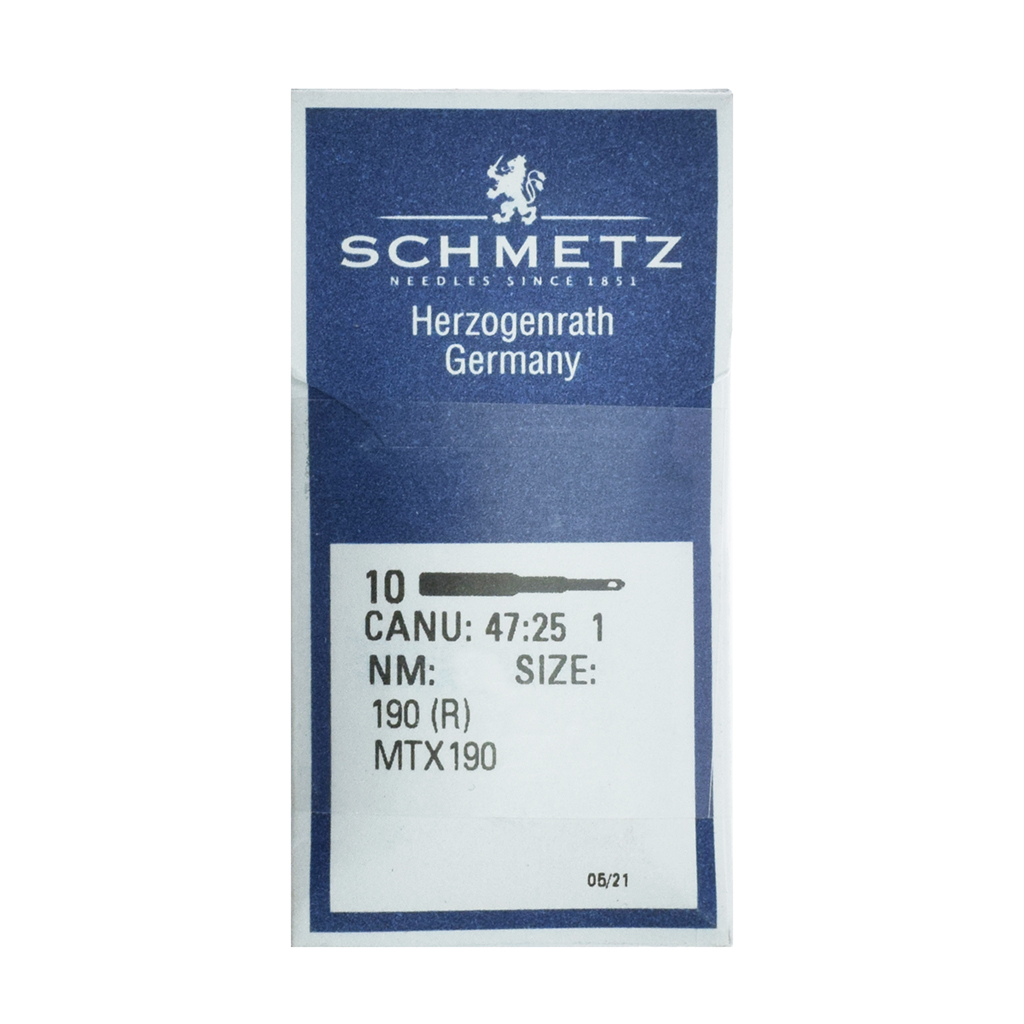 SCHMETZ
NEEDLES SINCE 1851
Herzogenrath
Germany
10
CANU: 47:25 1
NM: SIZE:
190 (R)
MTX190
05/21